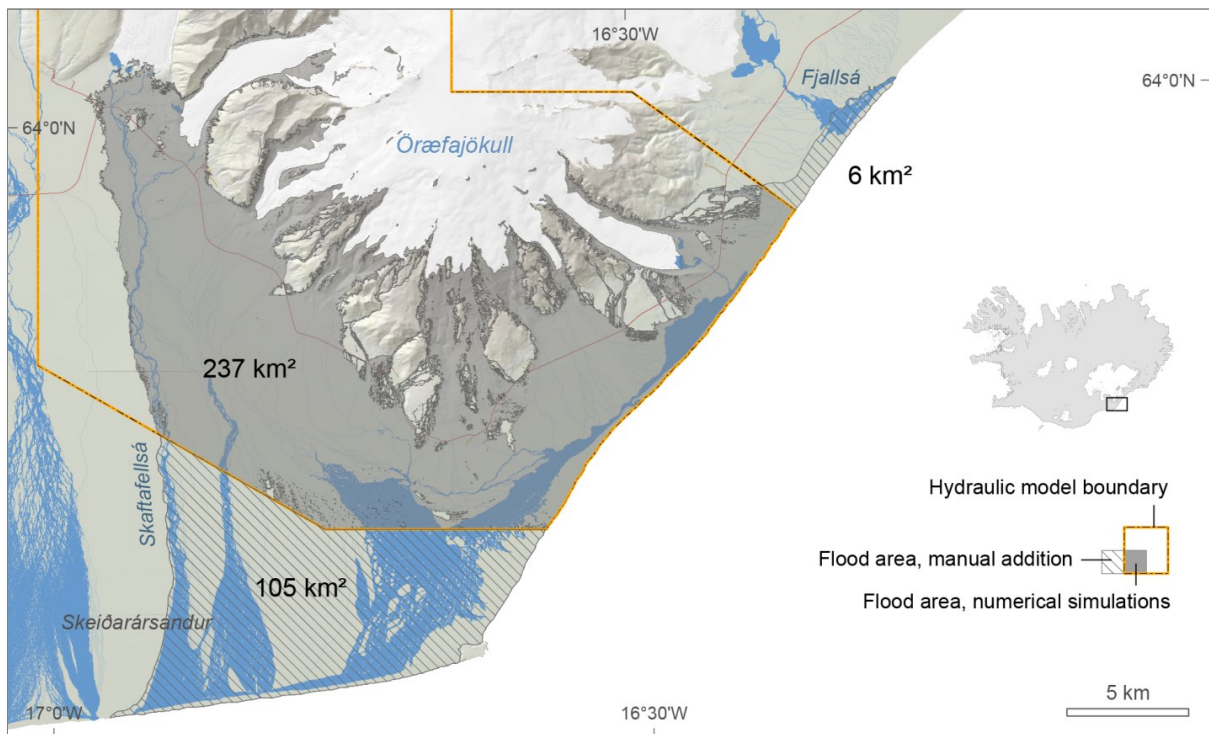 16°30'W
64°0'N
Fjallsá
64°0'N
Öræfajökull
6 km²
237 km²
Skaftafellsá
Hydraulic model boundary
Flood area, manual addition
105 km²
Flood area, numerical simulations
Skeiðarársandur
5 km
17°0'W
16°30'W